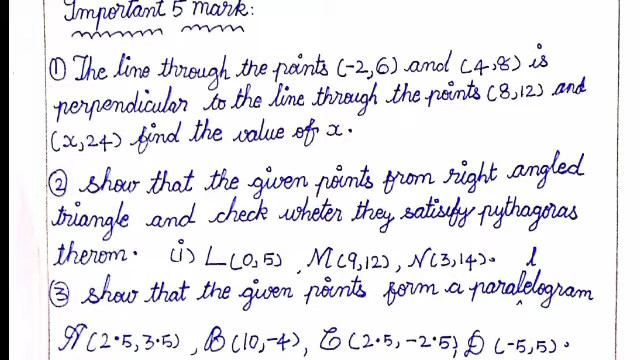 Important 5 mark:
① The line through the points (-2,6) and (4,8) is
perpendicular to the line through the points (8,12) and
(x,24) find the value of x.
② show that the given points from right angled
triangle and check wheter they satisify pythagoras
therom. (i) L(0,5) , M(9,12), N(3,14).
③ show that the given points form a paralelogram
l
A(2.5,3.5), B(10,-4), C(2.5,-2.5), D(-5,5).